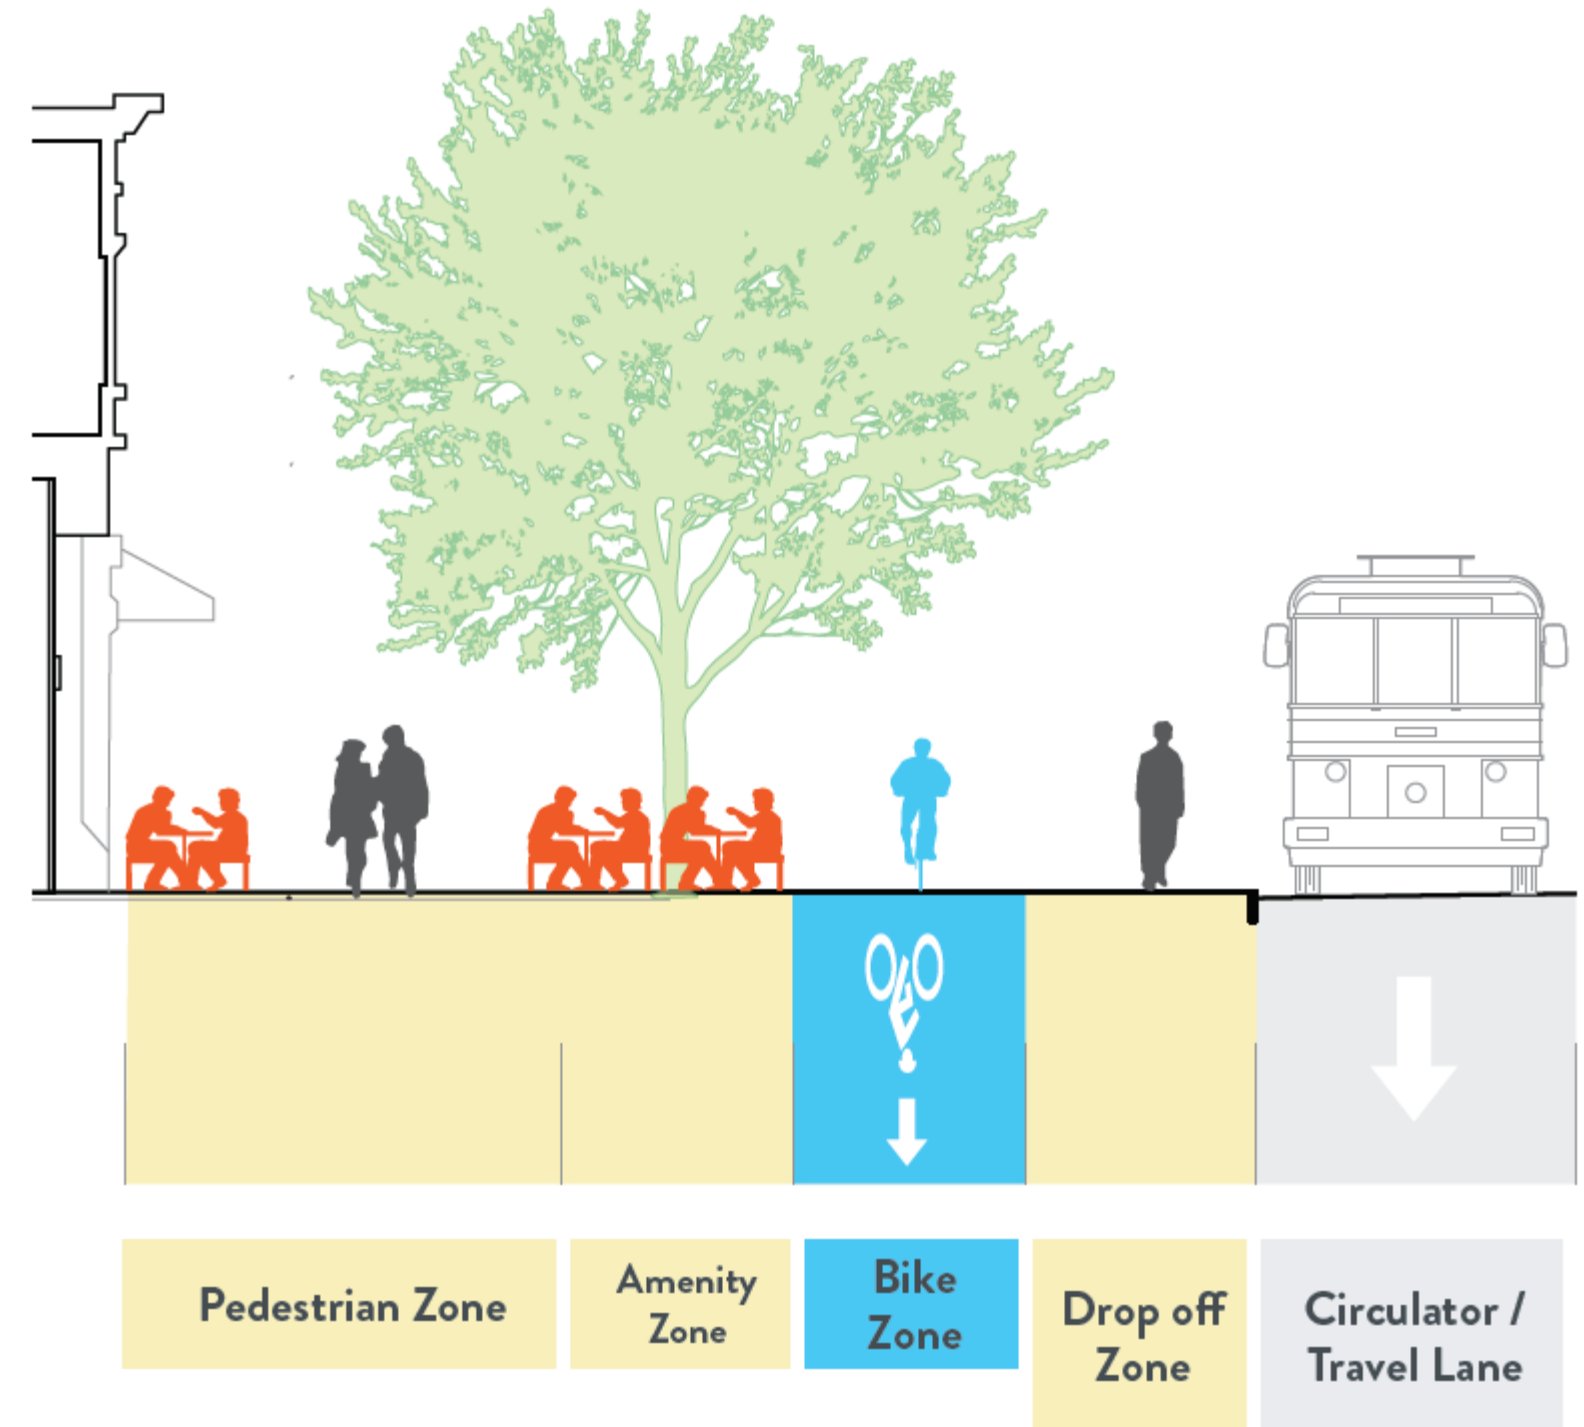 Pedestrian Zone
Amenity
Zone
Bike
Zone
Drop off
Zone
Circulator /
Travel Lane